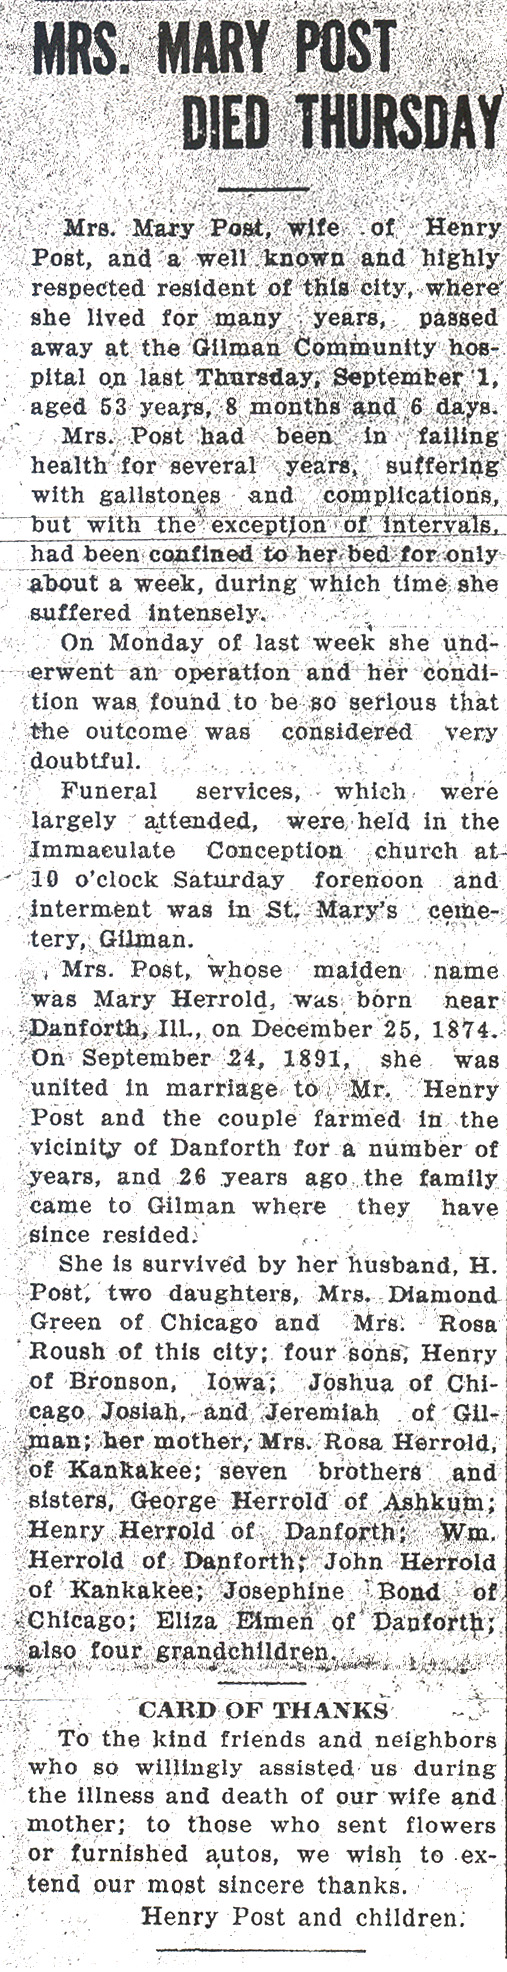 MRS. MARY POST
DIED THURSDAY
Mrs. Mary Post, wife of Henry
Post, and a well known and highly
respected resident of this city, where
she lived for many years, passed
away at the Gilman Community hos-
pital on last Thursday, September 1,
aged 53 years, 8 months and 6 days.
Mrs. Post had been in failing
health for several years, suffering
with gallstones and complications,
but with the exception of intervals,
had been confined to her bed for only
about a week, during which time she
suffered intensely.
On Monday of last week she und-
erwent an operation and her condi-
tion was found to be so serious that
the outcome was considered very
doubtful.
Funeral services, which were
largely attended, were held in the
Immaculate Conception church at
10 o'clock Saturday forenoon and
interment was in St. Mary's ceme-
tery, Gilman.
Mrs. Post, whose maiden name
was Mary Herrold, was born near
Danforth, Ill., on December 25, 1874.
On September 24, 1891, she was
united in marriage to Mr. Henry
Post and the couple farmed in the
vicinity of Danforth for a number of
years, and 26 years ago the family
came to Gilman where they have
since resided.
She is survived by her husband, H.
Post, two daughters, Mrs. Diamond
Green of Chicago and Mrs. Rosa
Roush of this city; four sons, Henry
of Bronson, Iowa; Joshua of Chi-
cago Josiah, and Jeremiah of Gil-
man; her mother, Mrs. Rosa Herrold,
of Kankakee; seven brothers and
sisters, George Herrold of Ashkum;
Henry Herrold of Danforth; Wm.
Herrold of Danforth; John Herrold
of Kankakee; Josephine Bond of
Chicago; Eliza Eimen of Danforth;
also four grandchildren.
CARD OF THANKS
To the kind friends and neighbors
who so willingly assisted us during
the illness and death of our wife and
mother; to those who sent flowers
or furnished autos, we wish to ex-
tend our most sincere thanks.
Henry Post and children.